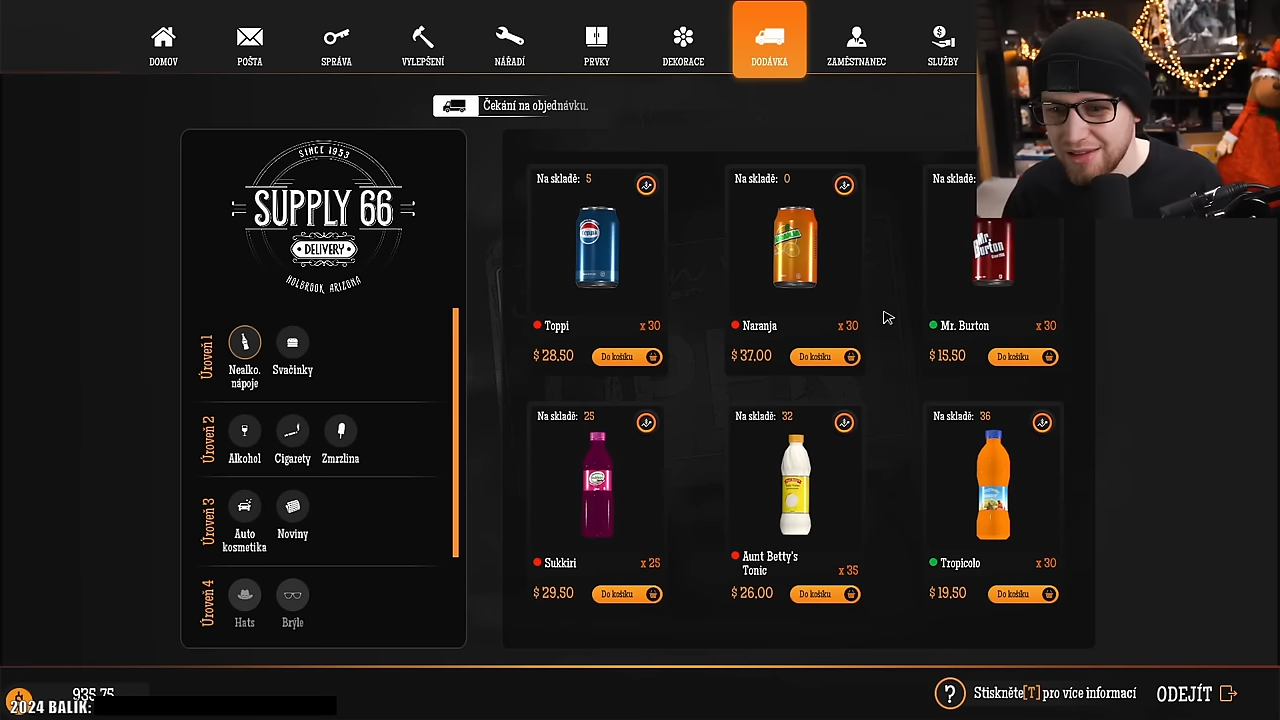 DOMOV
POŠTA
SPRÁVA
VYLEPŠENÍ
NÁŘADÍ
PRVKY
DEKORACE
DODÁVKA
ZAMĚSTNANEC
SLUŽBY
Čekání na objednávku.
SINCE 1953
SUPPLY 66
DELIVERY
HOLBROOK, ARIZONA
Úroveň 1
Nealko.
nápoje
Svačinky
Úroveň 2
Alkohol
Cigarety
Zmrzlina
Úroveň 3
Auto
kosmetika
Noviny
Úroveň 4
Hats
Brýle
Na skladě: 5
Toppi
Toppi x 30
$ 28.50 Do košíku
Na skladě: 0
Naranja x 30
$ 37.00 Do košíku
Na skladě:
Mr.
Burton
Mr. Burton x 30
$ 15.50 Do košíku
Na skladě: 25
Sukkiri x 25
$ 29.50 Do košíku
Na skladě: 32
Aunt Betty's
Tonic x 35
$ 26.00 Do košíku
Na skladě: 36
Tropicolo x 30
$ 19.50 Do košíku
935.75
2024 BALÍK:
? Stiskněte[T] pro více informací
ODEJÍT